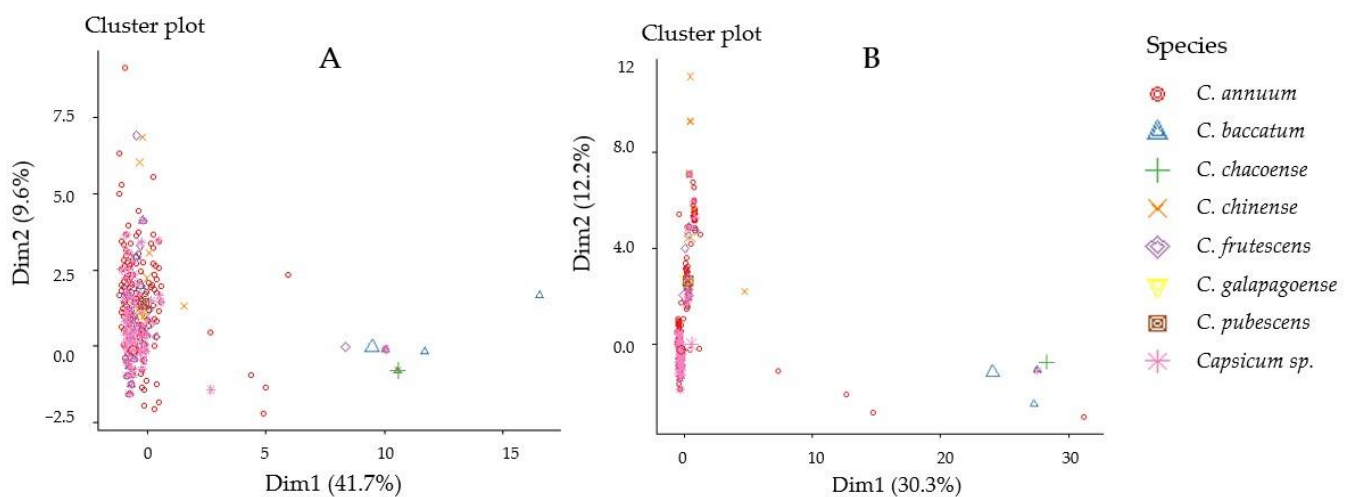 Cluster plot
A
7.5
5.0
2.5
0.0
−2.5
Dim2 (9.6%)
0 5 10 15
Dim1 (41.7%)
Cluster plot
B
12
8.0
4.0
0.0
Dim2 (12.2%)
0 10 20 30
Dim1 (30.3%)
Species
C. annuum
C. baccatum
C. chacoense
C. chinense
C. frutescens
C. galapagoense
C. pubescens
Capsicum sp.